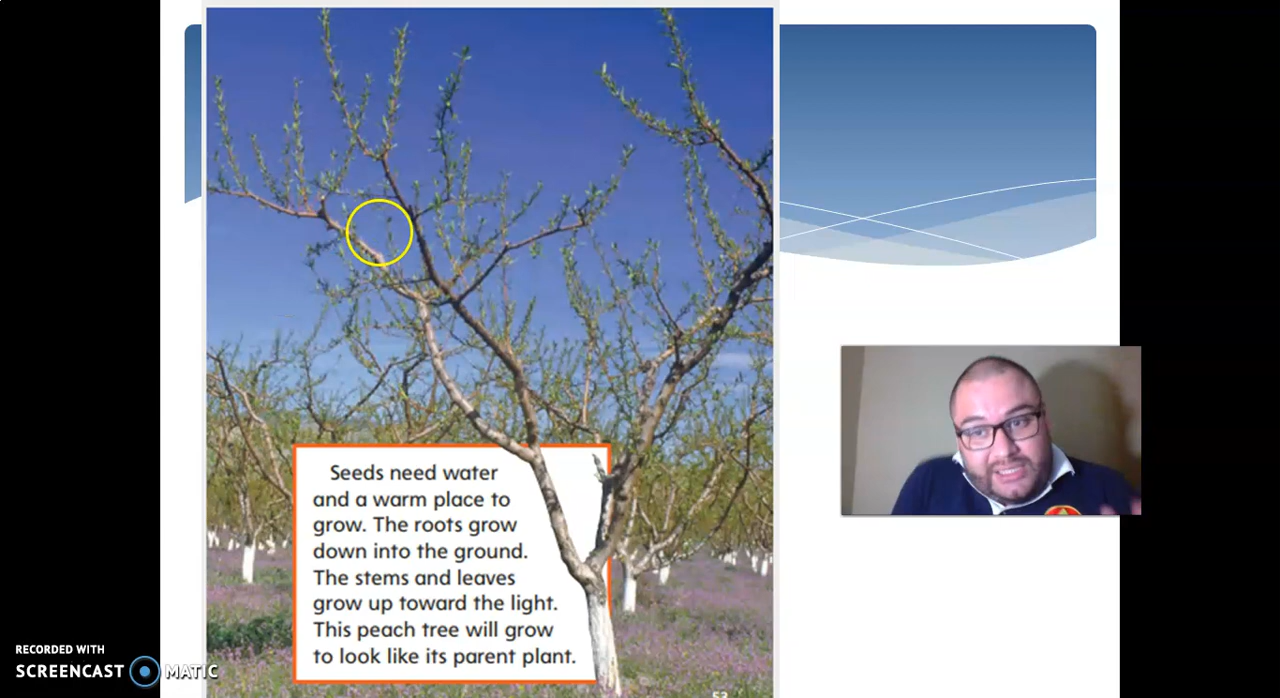 Seeds need water
and a warm place to
grow. The roots grow
down into the ground.
The stems and leaves
grow up toward the light.
This peach tree will grow
to look like its parent plant.
RECORDED WITH
SCREENCAST MATIC